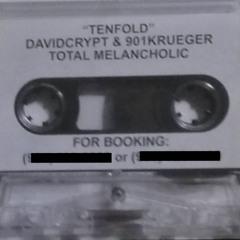 "TENFOLD"
DAVIDCRYPT & 901KRUEGER
TOTAL MELANCHOLIC
FOR BOOKING:
( or (